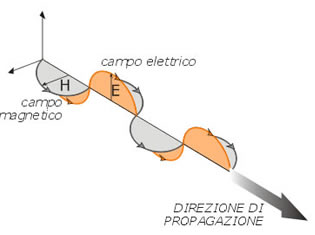 campo elettrico
H
E
campo
magnetico
DIREZIONE DI
PROPAGAZIONE